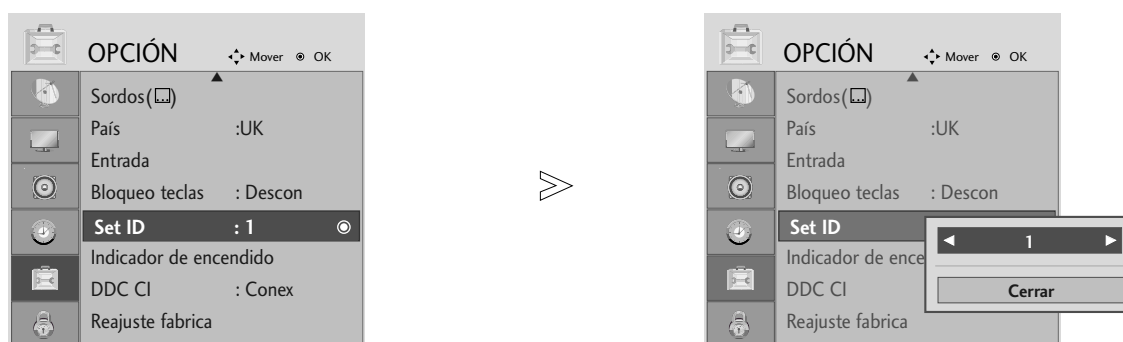 OPCIÓN Mover OK
Sordos( )
País :UK
Entrada
Bloqueo teclas : Descon
Set ID : 1
Indicador de encendido
DDC CI : Conex
Reajuste fabrica
OPCIÓN Mover OK
Sordos( )
País :UK
Entrada
Bloqueo teclas : Descon
Set ID
1
Indicador de ence
DDC CI
Cerrar
Reajuste fabrica